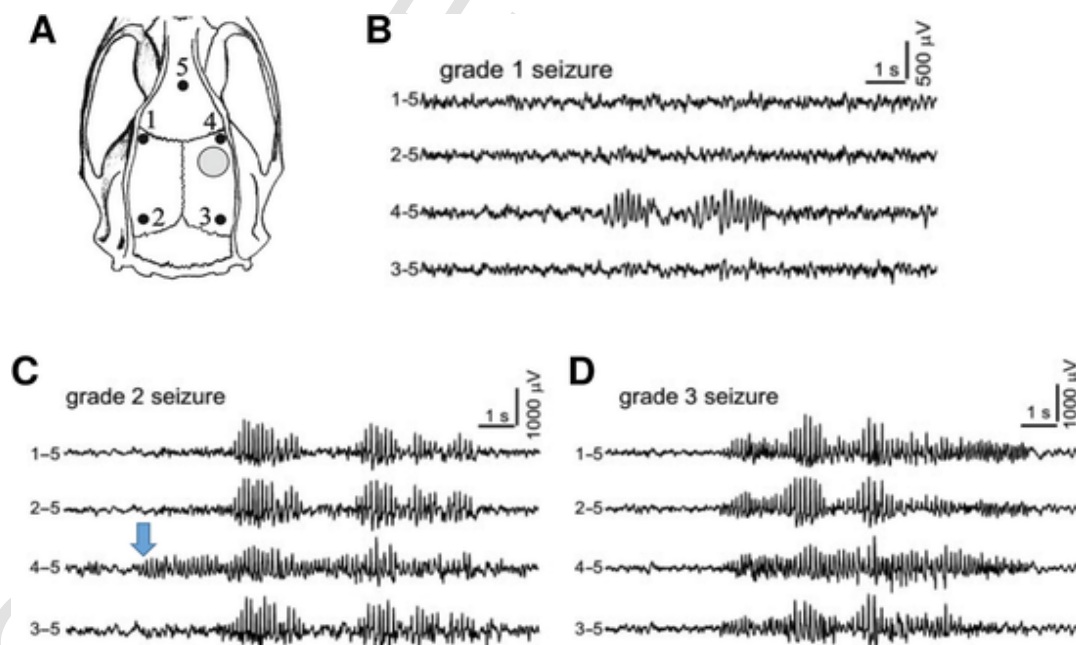 A
5
1
4
2
3
B
grade 1 seizure
1 s
500 µV
1-5
2-5
4-5
3-5
C
grade 2 seizure
1 s
1000 µV
1–5
2–5
4–5
3–5
D
grade 3 seizure
1 s
1000 µV
1–5
2–5
4–5
3–5